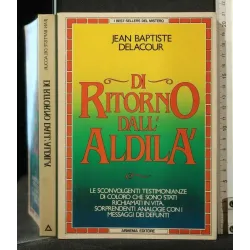 I BEST-SELLERS DEL MISTERO
JEAN BAPTISTE
DELACOUR
DI
RITORNO
DALL'
ALDILA'
LE SCONVOLGENTI TESTIMONIANZE
DI COLORO CHE SONO STATI
RICHIAMATI IN VITA.
SORPRENDENTI ANALOGIE CON I
MESSAGGI DEI DEFUNTI
ARMENIA EDITORE
DI RITORNO DALL'ALDILA'